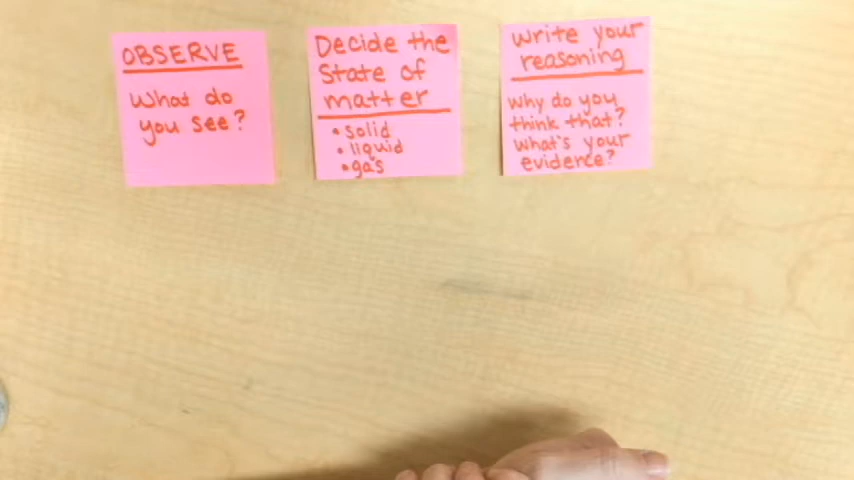 OBSERVE
What do
you see?
Decide the
State of
matter
• solid
• liquid
• gas
Write your
reasoning
Why do you
think that?
What's your
evidence?